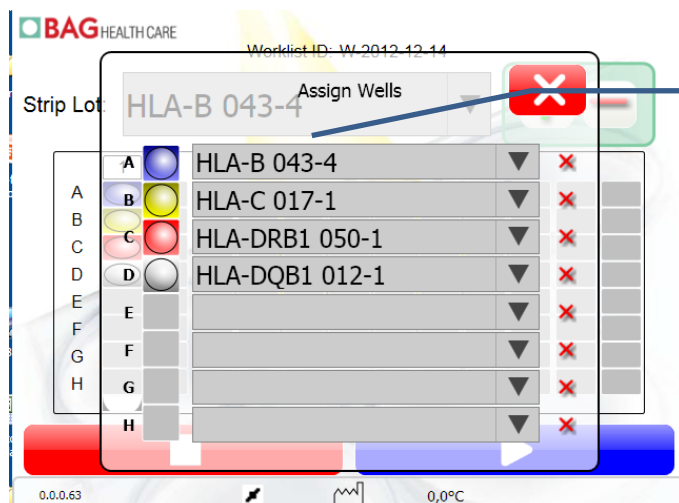 BAG HEALTH CARE
Worklist ID: W-2012-12-14
Strip Lot: HLA-B 043-4
Assign Wells
A HLA-B 043-4
B HLA-C 017-1
C HLA-DRB1 050-1
D HLA-DQB1 012-1
E
F
G
H
A
B
C
D
E
F
G
H
0.0.0.63 0,0°C